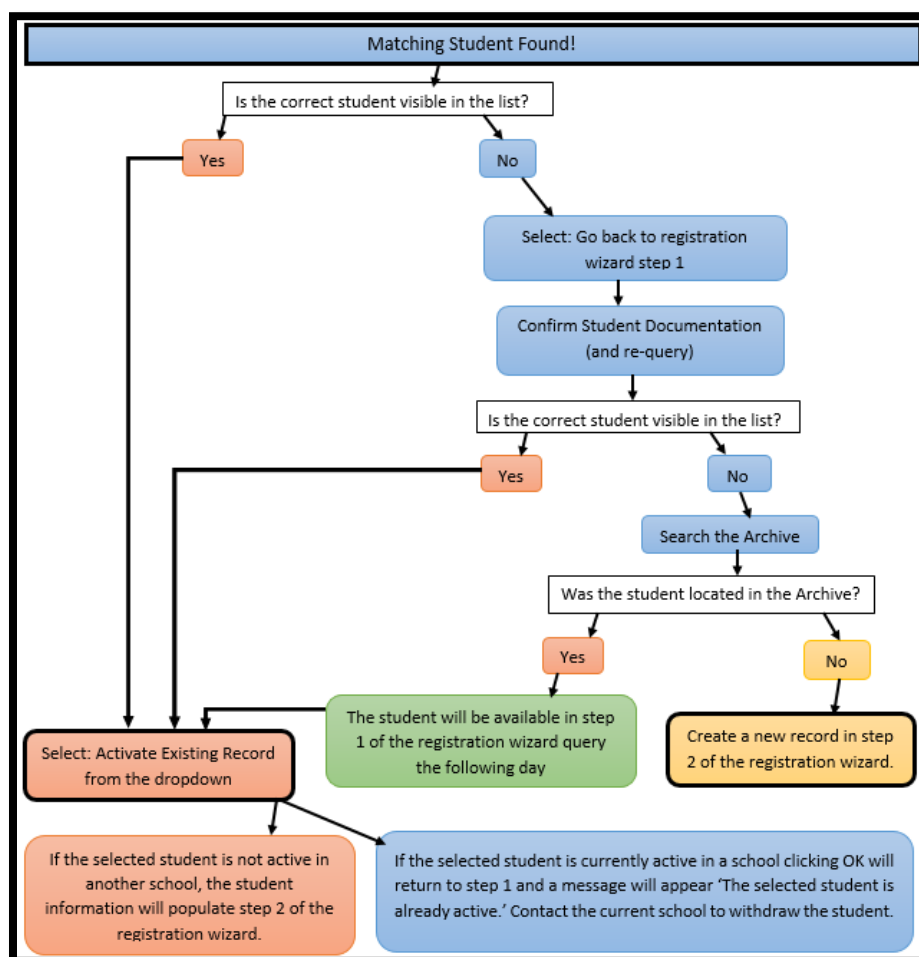 Matching Student Found!
Is the correct student visible in the list?
Yes
No
Select: Go back to registration
wizard step 1
Confirm Student Documentation
(and re-query)
Is the correct student visible in the list?
Yes
No
Search the Archive
Was the student located in the Archive?
Yes
No
The student will be available in step
1 of the registration wizard query
the following day
Create a new record in step
2 of the registration wizard.
Select: Activate Existing Record
from the dropdown
If the selected student is not active in
another school, the student
information will populate step 2 of the
registration wizard.
If the selected student is currently active in a school clicking OK will
return to step 1 and a message will appear ‘The selected student is
already active.’ Contact the current school to withdraw the student.